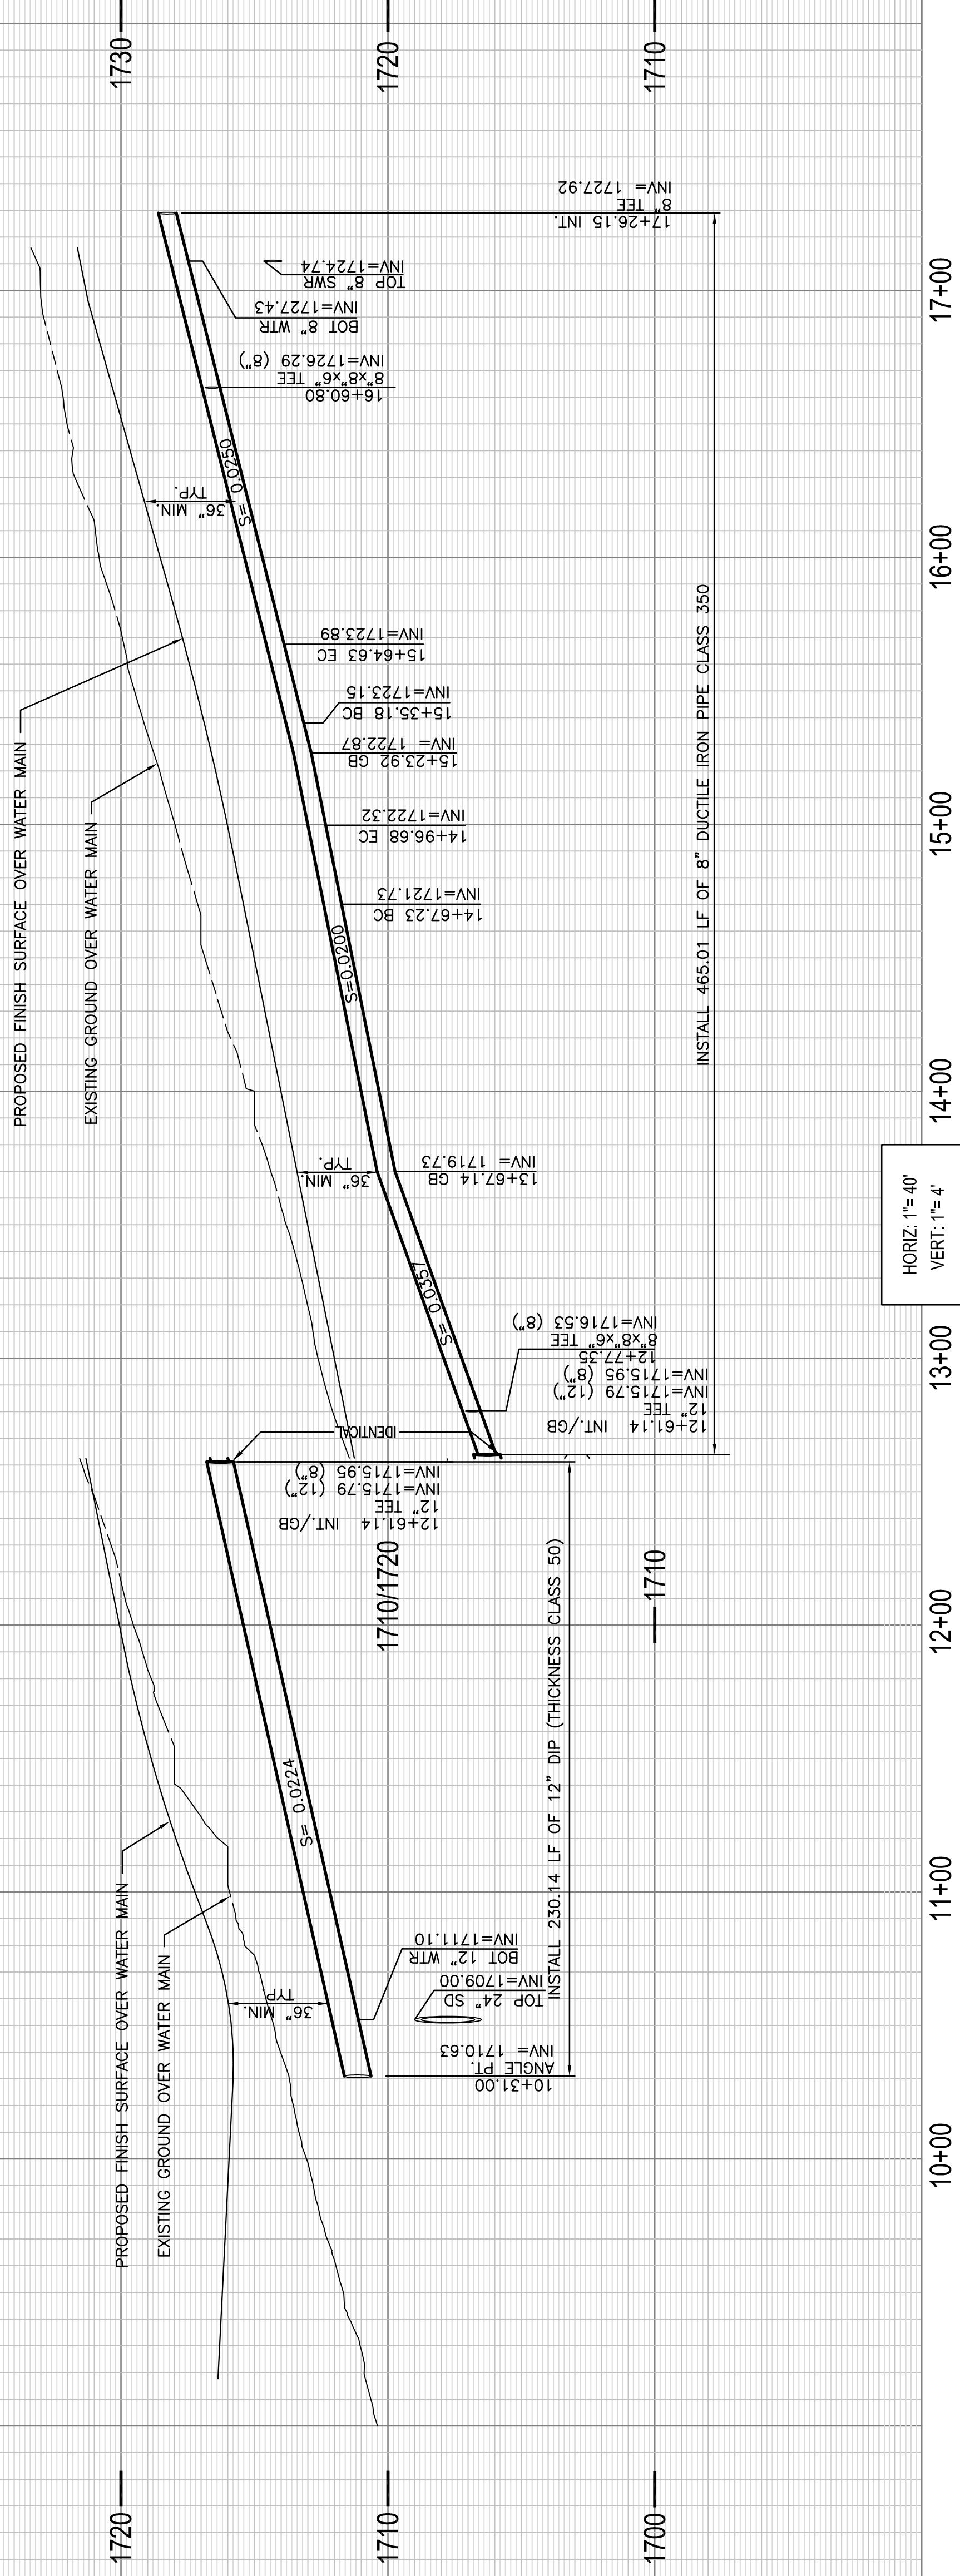 PROPOSED FINISH SURFACE OVER WATER MAIN
EXISTING GROUND OVER WATER MAIN
PROPOSED FINISH SURFACE OVER WATER MAIN
EXISTING GROUND OVER WATER MAIN
1720
1710
1700
1730
1720
1710
1710/1720
1710
10+31.00
ANGLE PT.
INV= 1710.63
TOP 24" SD
INV=1709.00
BOT 12" WTR
INV=1711.10
36" MIN.
TYP
S= 0.0224
INSTALL 230.14 LF OF 12" DIP (THICKNESS CLASS 50)
12+61.14 INT./GB
12" TEE
INV=1715.79 (12")
INV=1715.95 (8")
IDENTICAL
12+61.14 INT./GB
12" TEE
INV=1715.79 (12")
INV=1715.95 (8")
12+77.35
8"x8"x6" TEE
INV=1716.53 (8")
S= 0.0357
13+67.14 GB
INV= 1719.73
36" MIN.
TYP.
S=0.0200
14+67.23 BC
INV=1721.73
14+96.68 EC
INV=1722.32
15+23.92 GB
INV= 1722.87
15+35.18 BC
INV=1723.15
15+64.63 EC
INV=1723.89
36" MIN.
TYP.
S= 0.0250
16+60.80
8"x8"x6" TEE
INV=1726.29 (8")
BOT 8" WTR
INV=1727.43
TOP 8" SWR
INV=1724.74
17+26.15 INT.
8" TEE
INV= 1727.92
INSTALL 465.01 LF OF 8" DUCTILE IRON PIPE CLASS 350
10+00
11+00
12+00
13+00
14+00
15+00
16+00
17+00
HORIZ: 1"= 40'
VERT: 1"= 4'